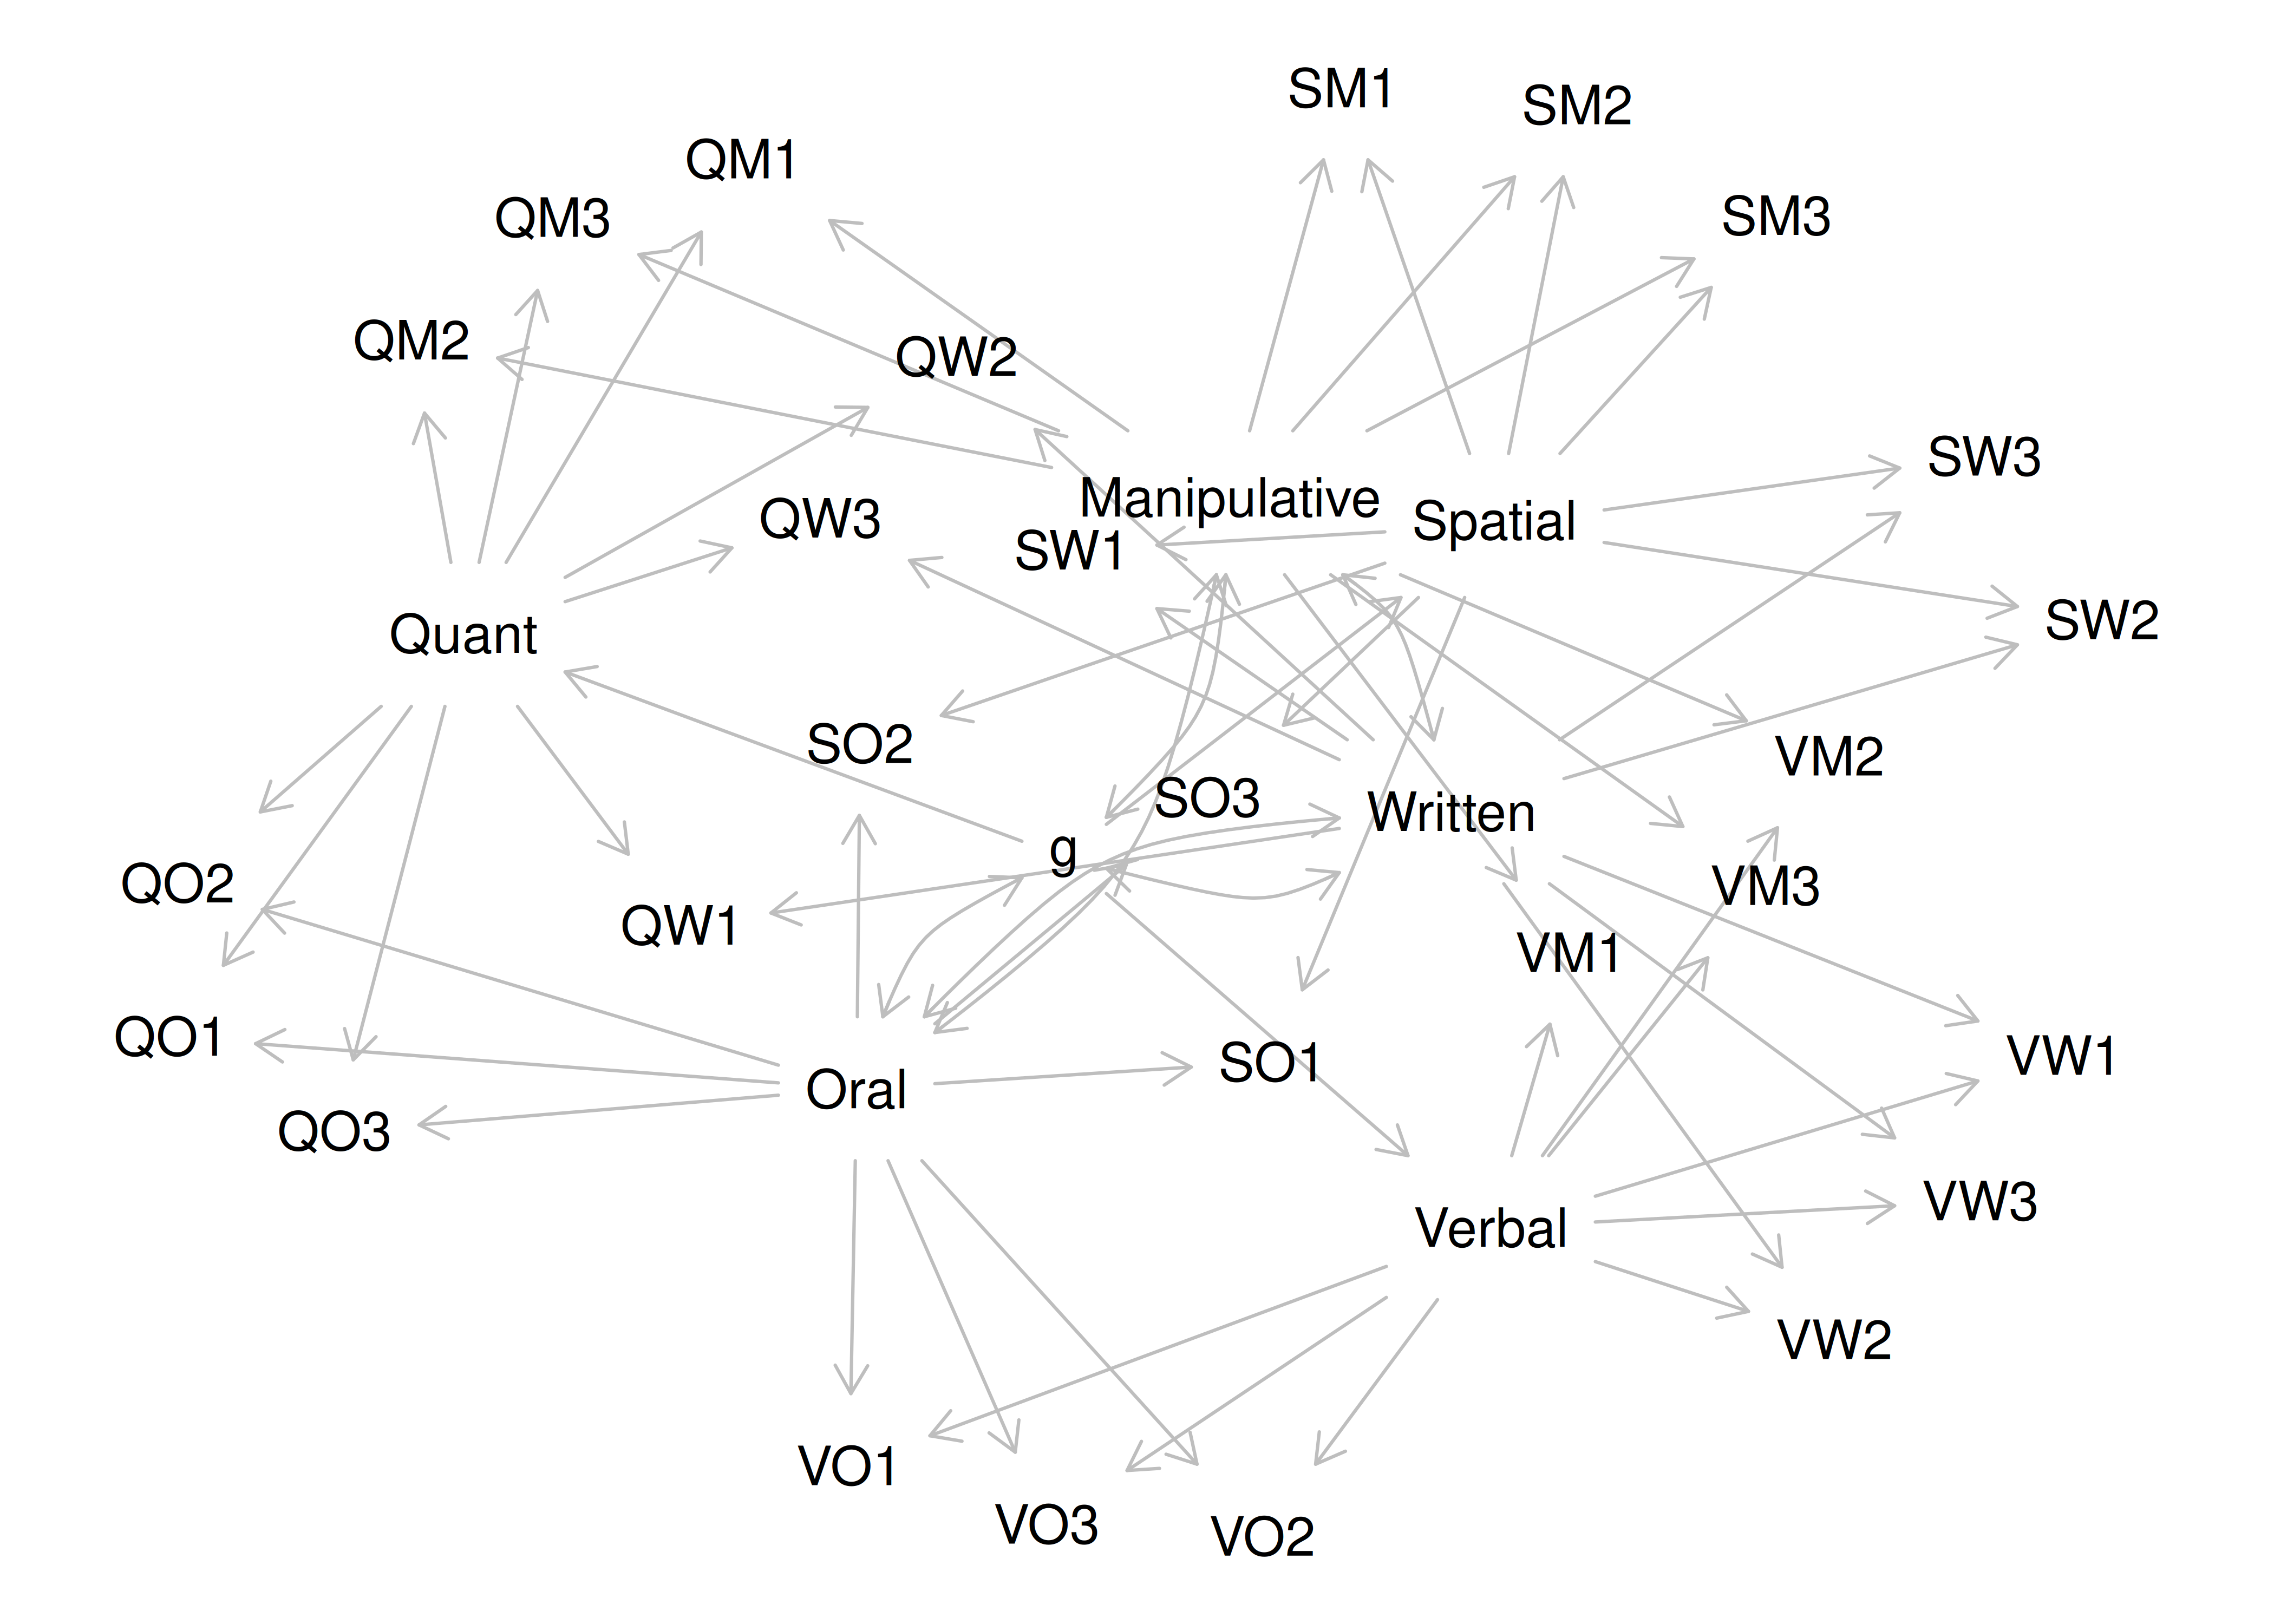 SM1
SM2
QM1
QM3
SM3
QM2
QW2
SW3
Manipulative
QW3
Spatial
SW1
SW2
Quant
SO2
VM2
SO3
Written
g
QO2
VM3
QW1
VM1
QO1
VW1
SO1
Oral
QO3
VW3
Verbal
VW2
VO1
VO3
VO2